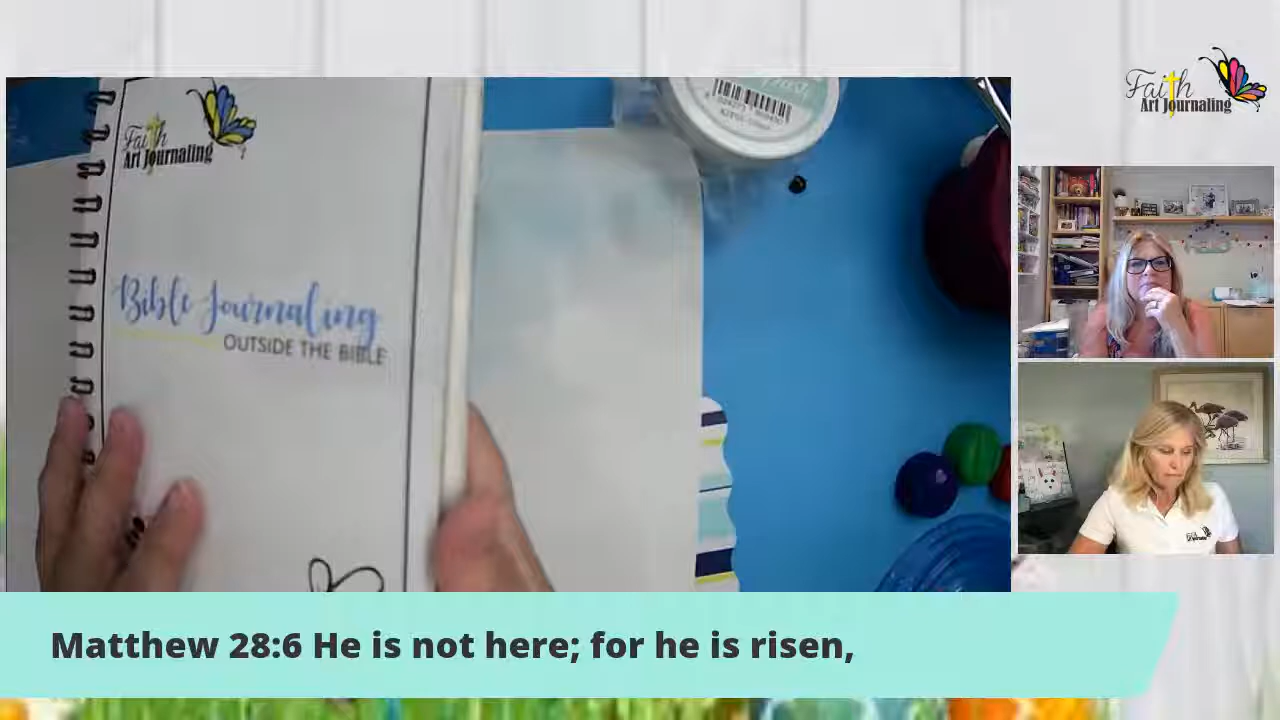 Faith
Art Journaling
Bible Journaling
OUTSIDE THE BIBLE
Faith
Art Journaling
Matthew 28:6 He is not here; for he is risen,